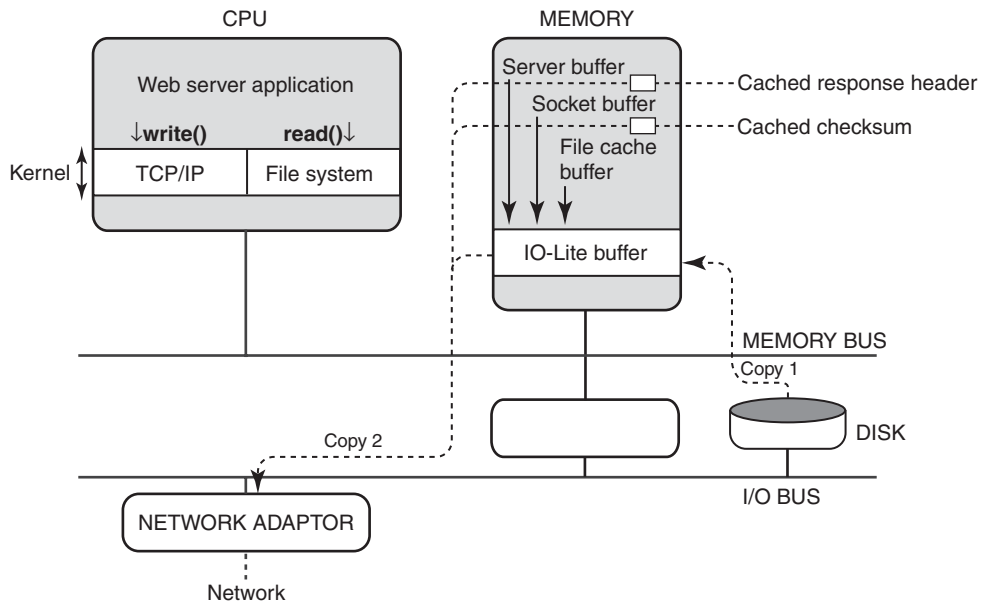 CPU
MEMORY
Web server application
↓write()
read()↓
Kernel
TCP/IP
File system
Server buffer
Socket buffer
File cache
buffer
Cached response header
Cached checksum
IO-Lite buffer
MEMORY BUS
Copy 1
DISK
Copy 2
I/O BUS
NETWORK ADAPTOR
Network